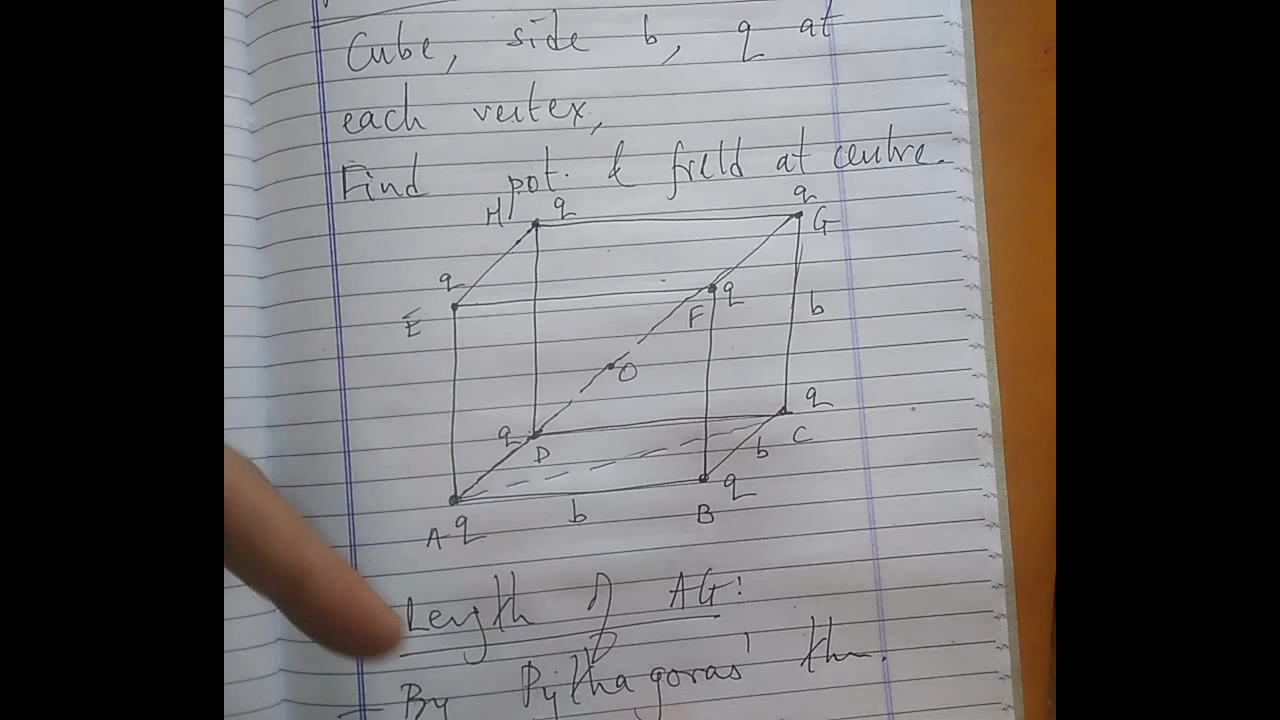 Cube, side b, q at
each vertex,
Find pot. & field at centre.
H q
q
G
q
E
q
F
b
O
q
D
q
C
b
q
B
b
A q
Length of AG:
By Pythagoras' thm.